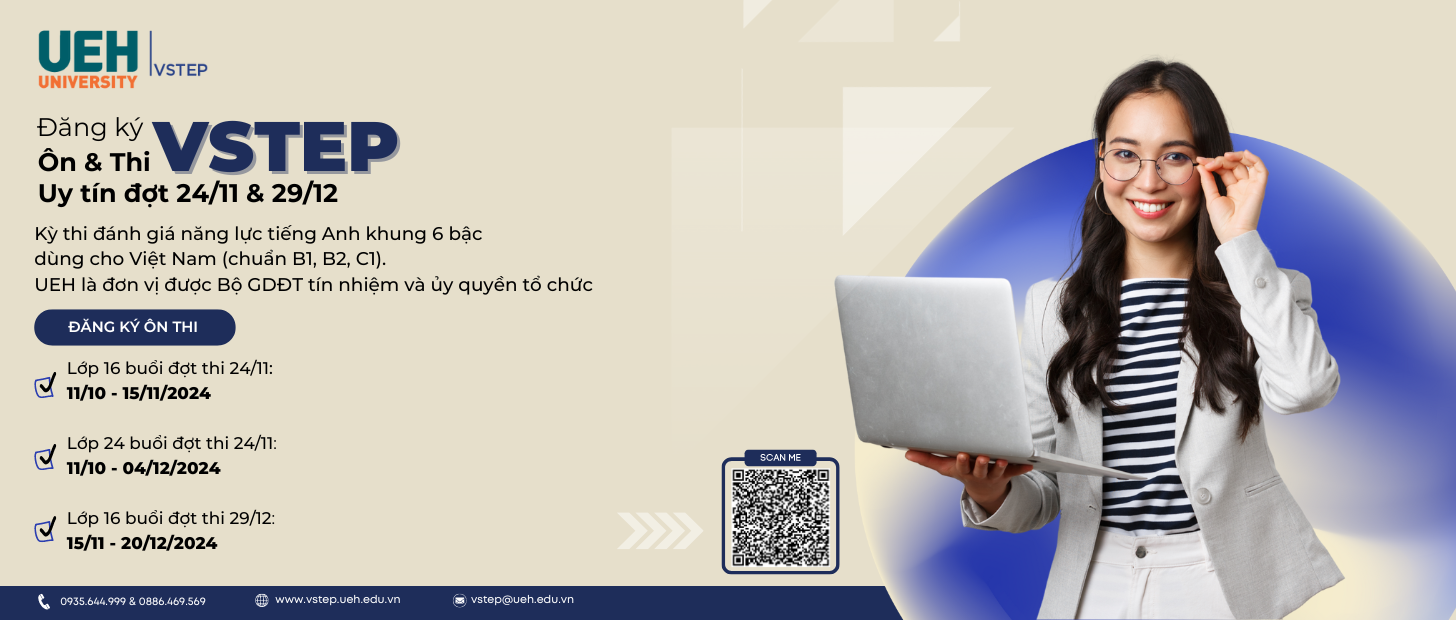 UEH
UNIVERSITY
VSTEP
Đăng ký
Ôn & Thi VSTEP
Uy tín đợt 24/11 & 29/12
Kỳ thi đánh giá năng lực tiếng Anh khung 6 bậc
dùng cho Việt Nam (chuẩn B1, B2, C1).
UEH là đơn vị được Bộ GDĐT tín nhiệm và ủy quyền tổ chức
ĐĂNG KÝ ÔN THI
Lớp 16 buổi đợt thi 24/11:
11/10 - 15/11/2024
Lớp 24 buổi đợt thi 24/11:
11/10 - 04/12/2024
Lớp 16 buổi đợt thi 29/12:
15/11 - 20/12/2024
SCAN ME
0935.644.999 & 0886.469.569
www.vstep.ueh.edu.vn
vstep@ueh.edu.vn